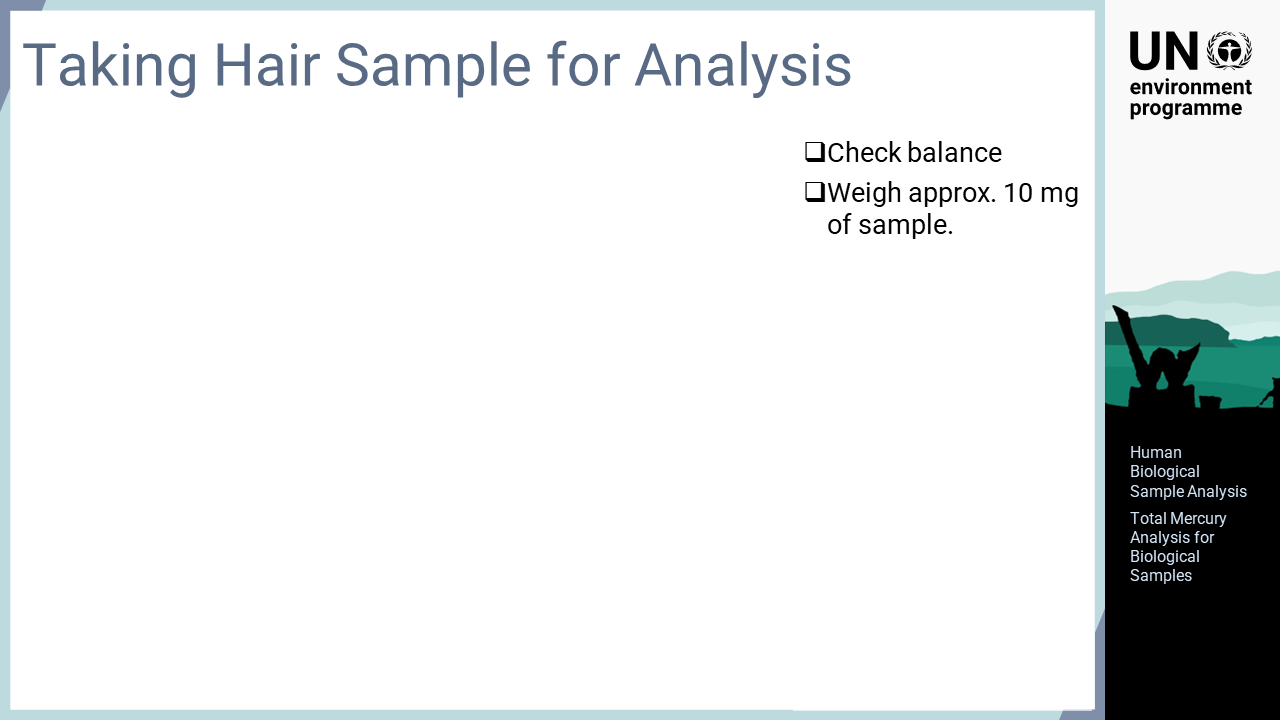 Taking Hair Sample for Analysis
❑Check balance
❑Weigh approx. 10 mg
of sample.
UN
environment
programme
Human
Biological
Sample Analysis
Total Mercury
Analysis for
Biological
Samples